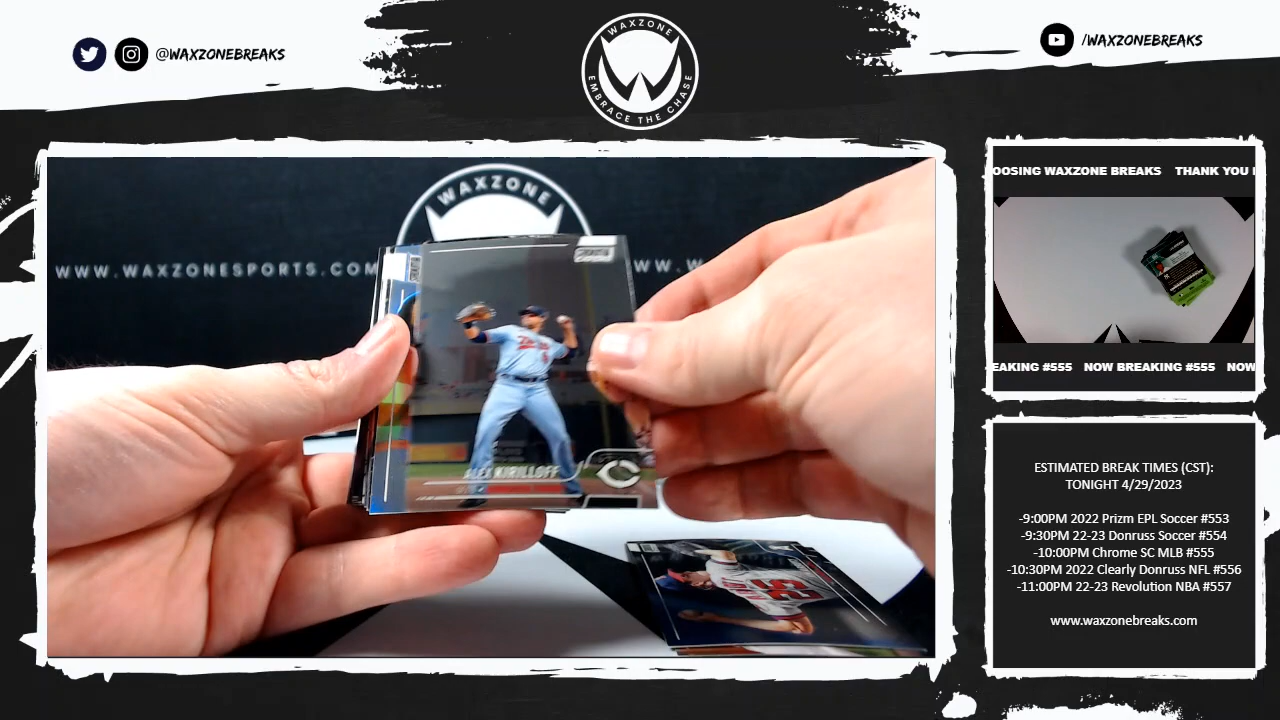 @WAXZONEBREAKS
WAXZONE
EMBRACE THE CHASE
/WAXZONEBREAKS
OOSING WAXZONE BREAKS THANK YOU
EAKING #555 NOW BREAKING #555 NOW
WAXZONE
WWW.WAXZONESPORTS.COM
WW.W
ALEX KIRILLOFF
ESTIMATED BREAK TIMES (CST):
TONIGHT 4/29/2023
-9:00PM 2022 Prizm EPL Soccer #553
-9:30PM 22-23 Donruss Soccer #554
-10:00PM Chrome SC MLB #555
-10:30PM 2022 Clearly Donruss NFL #556
-11:00PM 22-23 Revolution NBA #557
www.waxzonebreaks.com